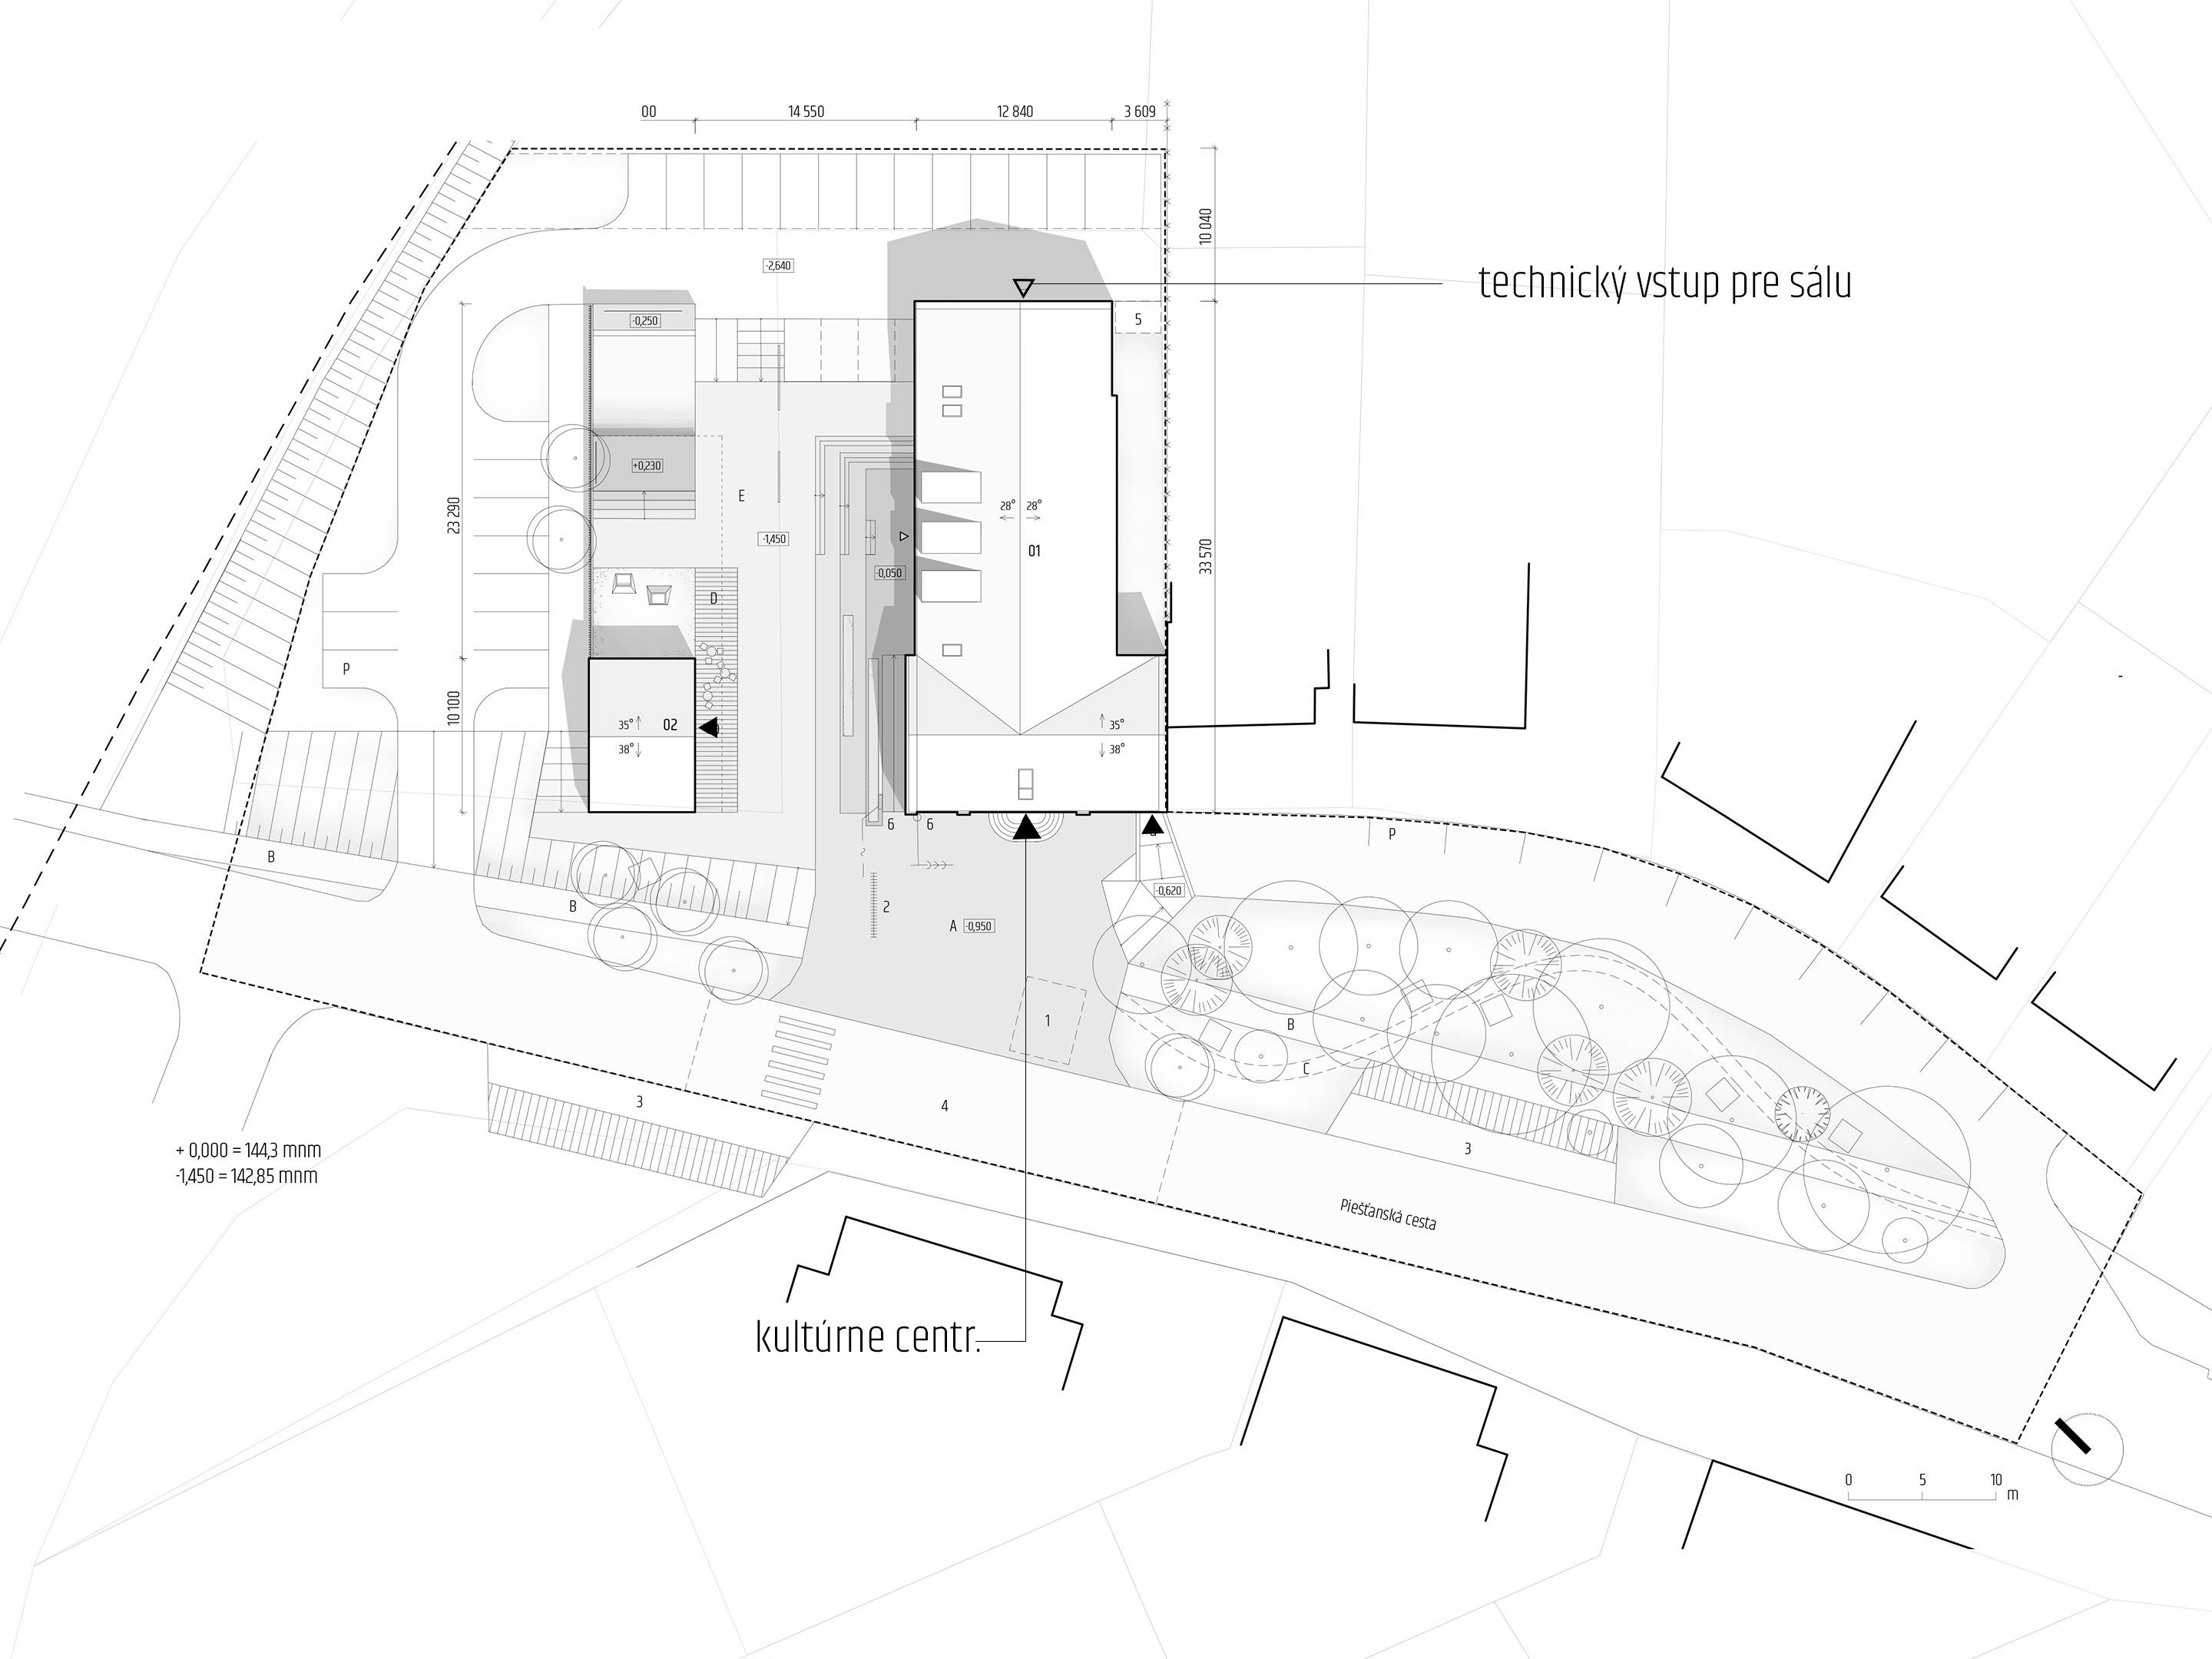 00 14 550 12 840 3 609
10 040
-2,640
technický vstup pre sálu
-0,250
5
+0,230
E
23 290
28° 28°
-1,450
01
33 570
-0,050
D
P
10 100
35° 02
38°
35°
38°
6 6
P
B
-0,620
B
2
A -0,950
1
B
C
3
4
3
+ 0,000 = 144,3 mnm
-1,450 = 142,85 mnm
Piešťanská cesta
kultúrne centr.
0 5 10
m